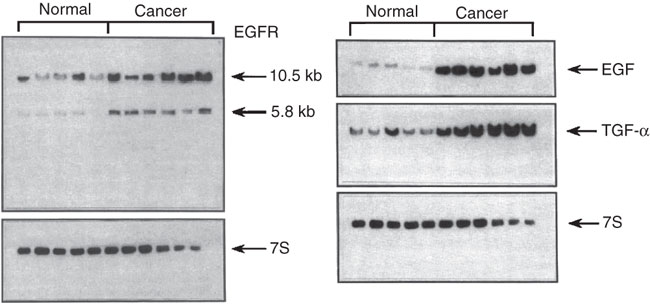 Normal Cancer
EGFR
10.5 kb
5.8 kb
7S
Normal Cancer
EGF
TGF-α
7S